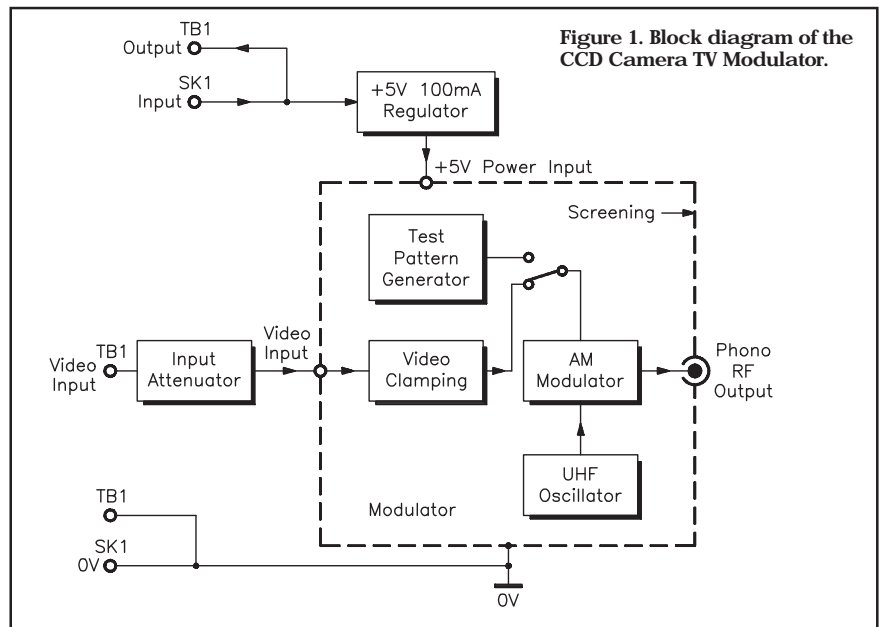 Figure 1. Block diagram of the
CCD Camera TV Modulator.
TB1
Output
SK1
Input
+5V 100mA
Regulator
+5V Power Input
Screening
Test
Pattern
Generator
TB1
Video
Input
Input
Attenuator
Video
Input
Video
Clamping
AM
Modulator
Phono
RF
Output
UHF
Oscillator
Modulator
TB1
SK1
0V
0V